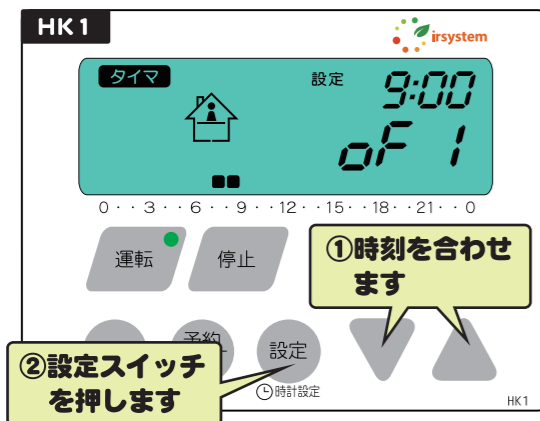 HK1
irsystem
タイマ
設定
9:00
oF 1
0・・3・・6・・9・・12・・15・・18・・21・・0
運転
停止
①時刻を合わせ
ます
予約
設定
②設定スイッチ
を押します
時計設定
HK1